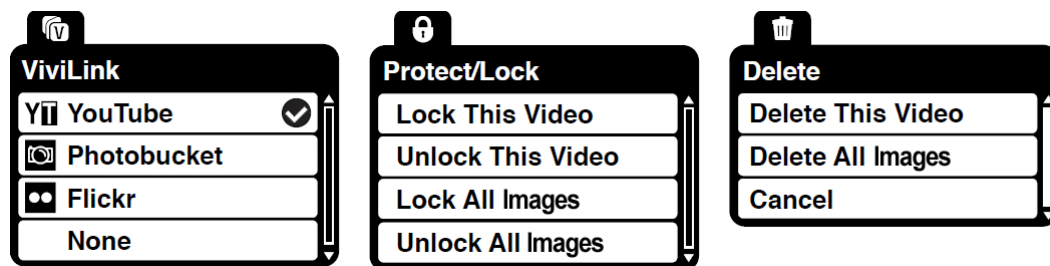 V
ViviLink
YT YouTube
Photobucket
Flickr
None
Protect/Lock
Lock This Video
Unlock This Video
Lock All Images
Unlock All Images
Delete
Delete This Video
Delete All Images
Cancel